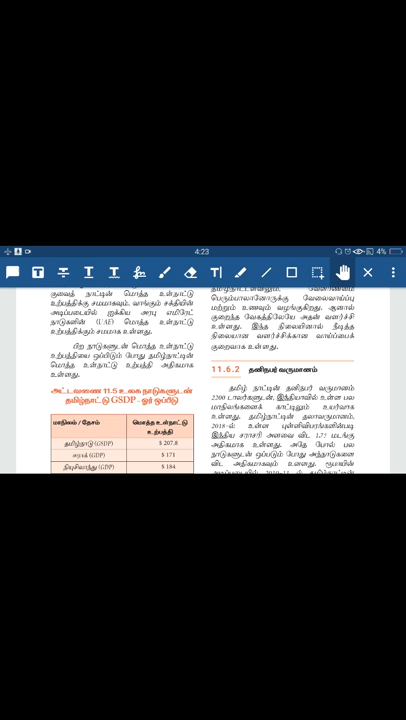 4:23
4%
T
குவைத் நாட்டின் மொத்த உள்நாட்டு
உற்பத்திக்கு சமமாகவும், வாங்கும் சக்தியின்
அடிப்படையில் ஐக்கிய அரபு எமிரேட்
நாடுகளின் (UAE) மொத்த உள்நாட்டு
உற்பத்திக்கும் சமமாக உள்ளது.
பிற நாடுகளுடன் மொத்த உள்நாட்டு
உற்பத்தியை ஒப்பிடும் போது தமிழ்நாட்டின்
மொத்த உள்நாட்டு உற்பத்தி அதிகமாக
உள்ளது.
அட்டவணை 11.5 உலக நாடுகளுடன்
தமிழ்நாட்டு GSDP - ஓர் ஒப்பீடு
மாநிலம் / தேசம் மொத்த உள்நாட்டு
உற்பத்தி
தமிழ்நாடு (GSDP) $ 207.8
ஈராக் (GDP) $ 171
நியூசிலாந்து (GDP) $ 184
பெரும்பாலானோருக்கு வேலைவாய்ப்பு
மற்றும் உணவும் வழங்குகிறது. ஆனால்
குறைந்த வேகத்திலேயே அதன் வளர்ச்சி
உள்ளது. இந்த நிலையினால் நீடித்த
நிலையான வளர்ச்சிக்கான வாய்ப்பைக்
குறைவாக உள்ளது.
11.6.2 தனிநபர் வருமானம்
தமிழ் நாட்டின் தனிநபர் வருமானம்
2200 டாலர்களுடன், இந்தியாவில் உள்ள பல
மாநிலங்களைக் காட்டிலும் உயர்வாக
உள்ளது. தமிழ்நாட்டின் தலாவருமானம்,
2018-ல் உள்ள புள்ளிவிபரங்களின்படி
இந்திய சராசரி அளவை விட 1.75 மடங்கு
அதிகமாக உள்ளது. அதே போல் பல
நாடுகளுடன் ஒப்படும் போது அந்நாடுகளை
விட அதிகமாகவும் உள்ளது. ரூபாயின்